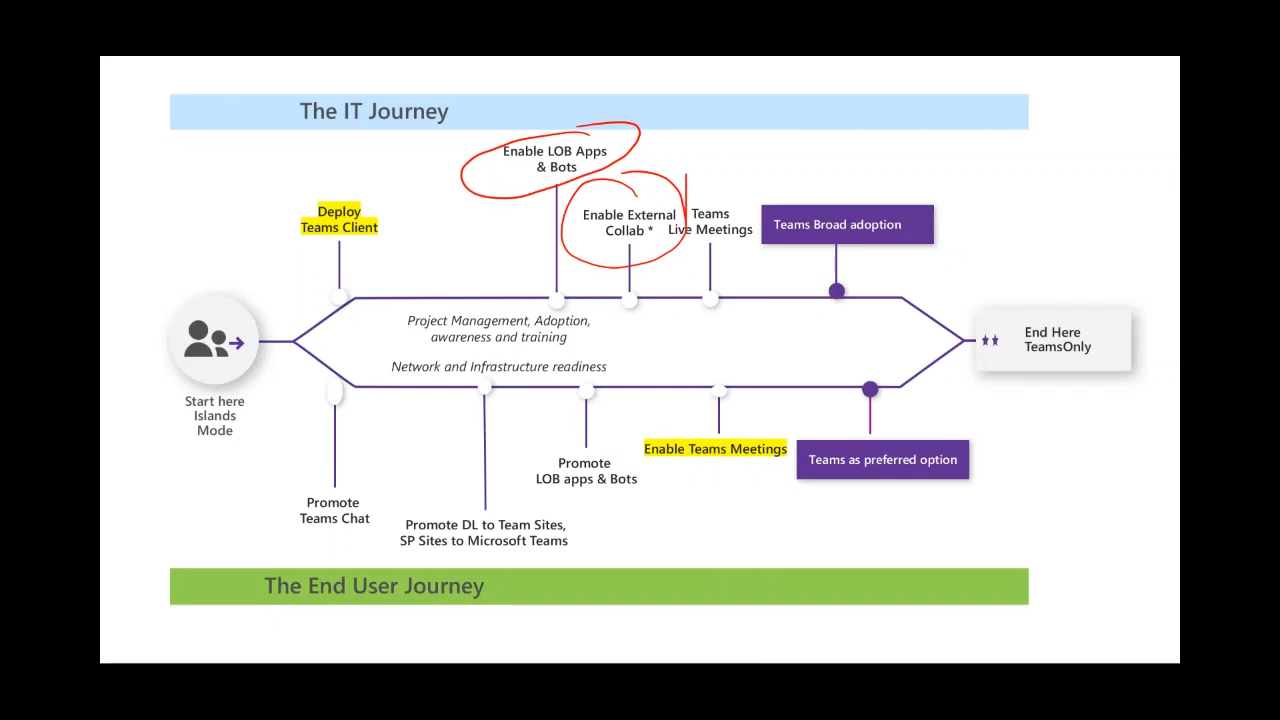 The IT Journey
Enable LOB Apps
& Bots
Deploy
Teams Client
Enable External
Collab *
Teams
Live Meetings
Teams Broad adoption
Project Management, Adoption,
awareness and training
Network and Infrastructure readiness
Start here
Islands
Mode
End Here
TeamsOnly
Promote
Teams Chat
Promote DL to Team Sites,
SP Sites to Microsoft Teams
Promote
LOB apps & Bots
Enable Teams Meetings
Teams as preferred option
The End User Journey